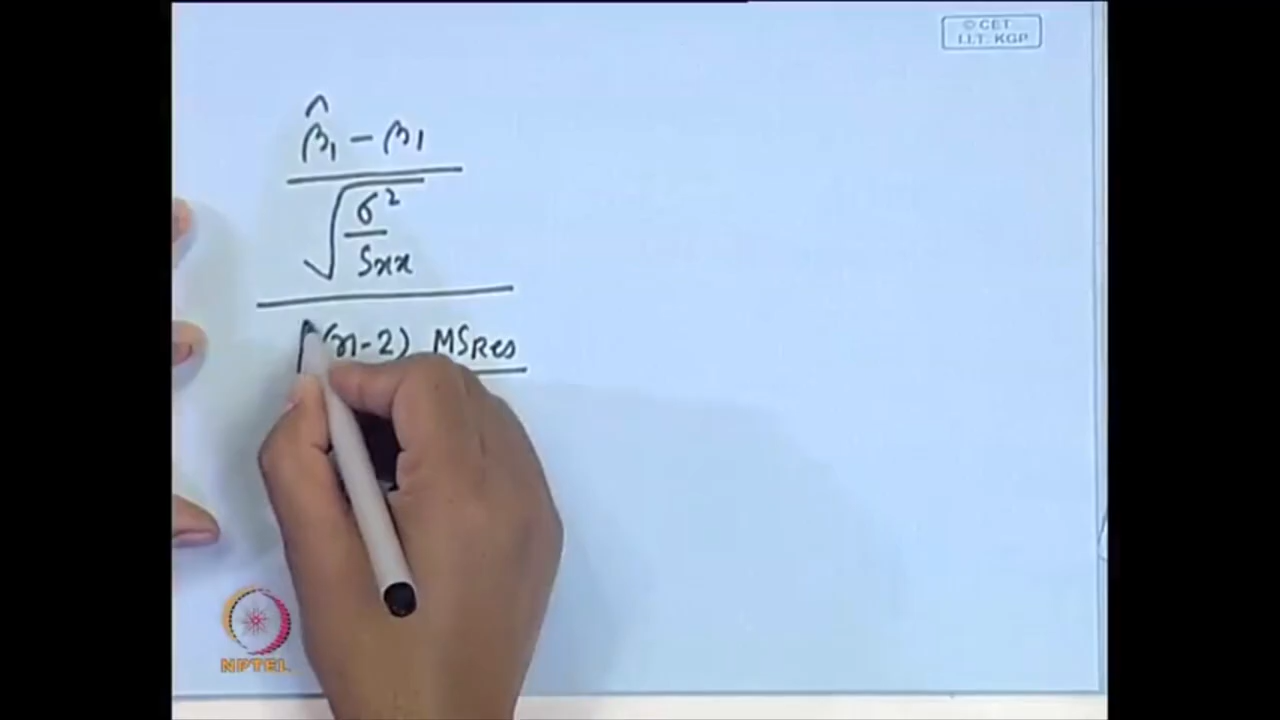 © CET
I.I.T. KGP
β̂₁ − β₁
√ σ²
Sxx
(n-2) MSRes
NPTEL